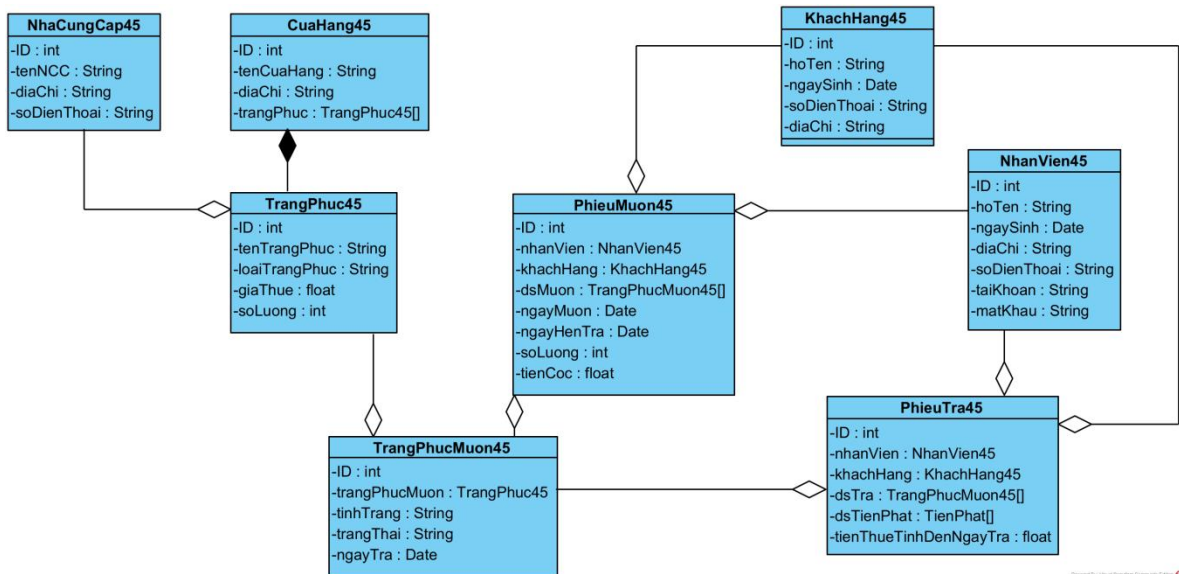 NhaCungCap45
-ID : int
-tenNCC : String
-diaChi : String
-soDienThoai : String
CuaHang45
-ID : int
-tenCuaHang : String
-diaChi : String
-trangPhuc : TrangPhuc45[]
KhachHang45
-ID : int
-hoTen : String
-ngaySinh : Date
-soDienThoai : String
-diaChi : String
NhanVien45
-ID : int
-hoTen : String
-ngaySinh : Date
-diaChi : String
-soDienThoai : String
-taiKhoan : String
-matKhau : String
TrangPhuc45
-ID : int
-tenTrangPhuc : String
-loaiTrangPhuc : String
-giaThue : float
-soLuong : int
PhieuMuon45
-ID : int
-nhanVien : NhanVien45
-khachHang : KhachHang45
-dsMuon : TrangPhucMuon45[]
-ngayMuon : Date
-ngayHenTra : Date
-soLuong : int
-tienCoc : float
TrangPhucMuon45
-ID : int
-trangPhucMuon : TrangPhuc45
-tinhTrang : String
-trangThai : String
-ngayTra : Date
PhieuTra45
-ID : int
-nhanVien : NhanVien45
-khachHang : KhachHang45
-dsTra : TrangPhucMuon45[]
-dsTienPhat : TienPhat[]
-tienThueTinhDenNgayTra : float